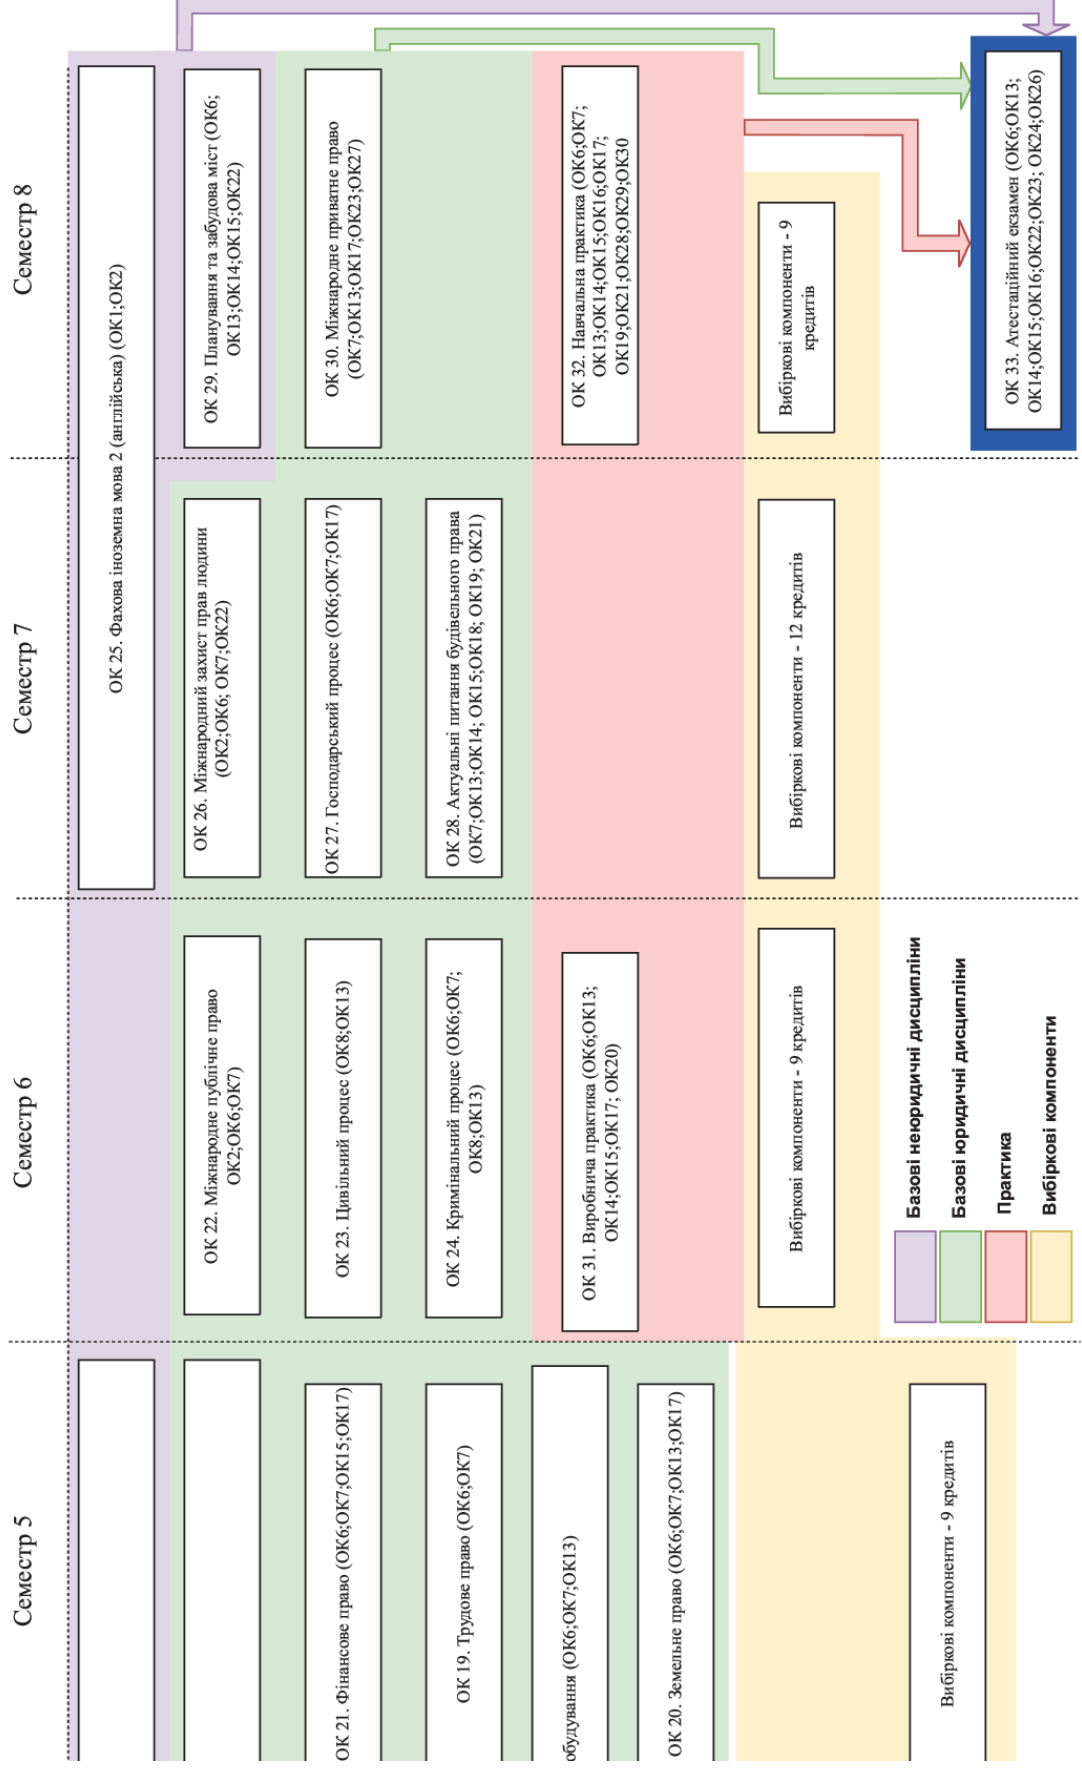 Семестр 5
Семестр 6
Семестр 7
Семестр 8
ОК 25. Фахова іноземна мова 2 (англійська) (ОК1;ОК2)
ОК 22. Міжнародне публічне право
ОК2;ОК6;ОК7)
ОК 26. Міжнародний захист прав людини
(ОК2;ОК6; ОК7;ОК22)
ОК 29. Планування та забудова міст (ОК6;
ОК13;ОК14;ОК15;ОК22)
ОК 21. Фінансове право (ОК6;ОК7;ОК15;ОК17)
ОК 23. Цивільний процес (ОК8;ОК13)
ОК 27. Господарський процес (ОК6;ОК7;ОК17)
ОК 30. Міжнародне приватне право
(ОК7;ОК13;ОК17;ОК23;ОК27)
ОК 19. Трудове право (ОК6;ОК7)
ОК 24. Кримінальний процес (ОК6;ОК7;
ОК8;ОК13)
ОК 28. Актуальні питання будівельного права
(ОК7;ОК13;ОК14; ОК15;ОК18; ОК19; ОК21)
обудування (ОК6;ОК7;ОК13)
ОК 31. Виробнича практика (ОК6;ОК13;
ОК14;ОК15;ОК17; ОК20)
ОК 32. Навчальна практика (ОК6;ОК7;
ОК13;ОК14;ОК15;ОК16;ОК17;
ОК19;ОК21;ОК28;ОК29;ОК30
ОК 20. Земельне право (ОК6;ОК7;ОК13;ОК17)
Вибіркові компоненти - 9 кредитів
Вибіркові компоненти - 12 кредитів
Вибіркові компоненти - 9
кредитів
Вибіркові компоненти - 9 кредитів
ОК 33. Атестаційний екзамен (ОК6;ОК13;
ОК14;ОК15;ОК16;ОК22;ОК23; ОК24;ОК26)
Базові неюридичні дисципліни
Базові юридичні дисципліни
Практика
Вибіркові компоненти